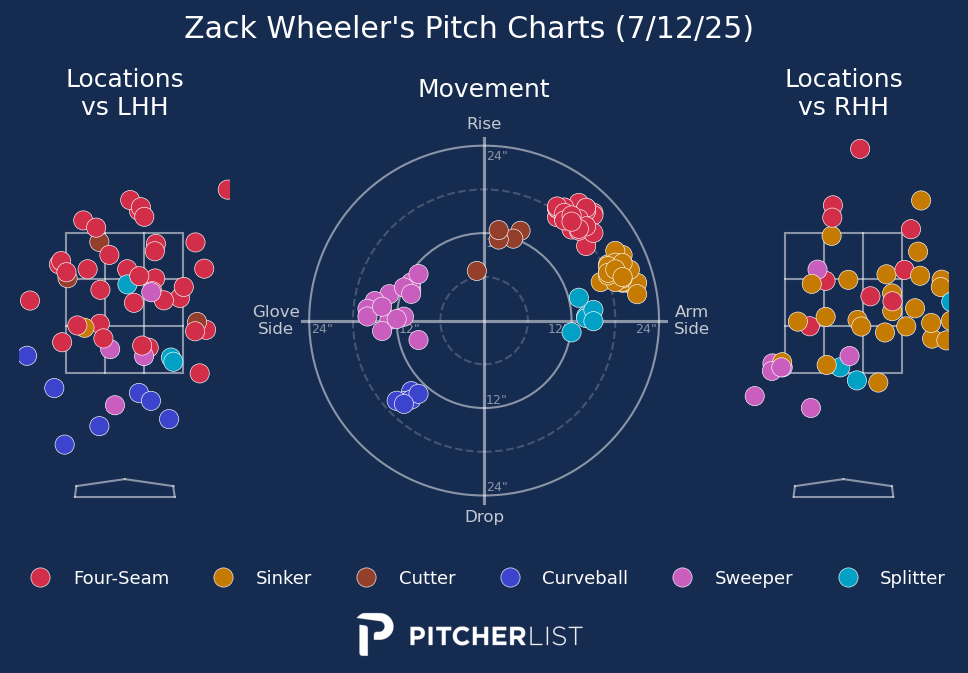 Zack Wheeler's Pitch Charts (7/12/25)
Locations
vs LHH
Movement
Locations
vs RHH
Rise
24"
Glove
Side
24"
12"
12"
24"
Arm
Side
12"
24"
Drop
Four-Seam
Sinker
Cutter
Curveball
Sweeper
Splitter
PITCHERLIST